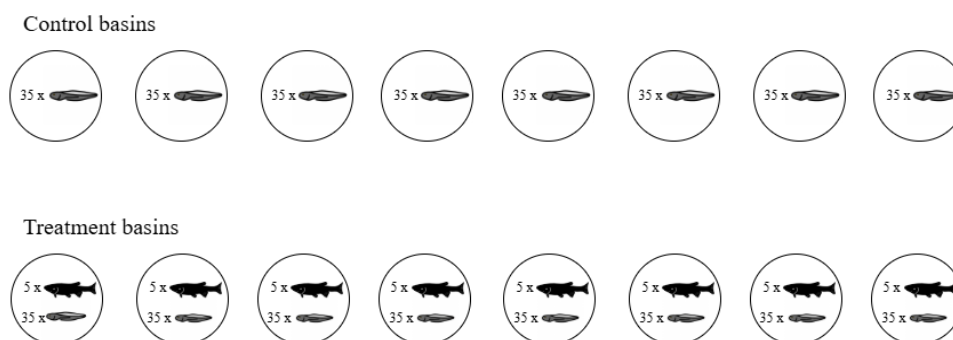 Control basins
35 x 35 x 35 x 35 x 35 x 35 x 35 x 35 x
Treatment basins
5 x 5 x 5 x 5 x 5 x 5 x 5 x 5 x
35 x 35 x 35 x 35 x 35 x 35 x 35 x 35 x